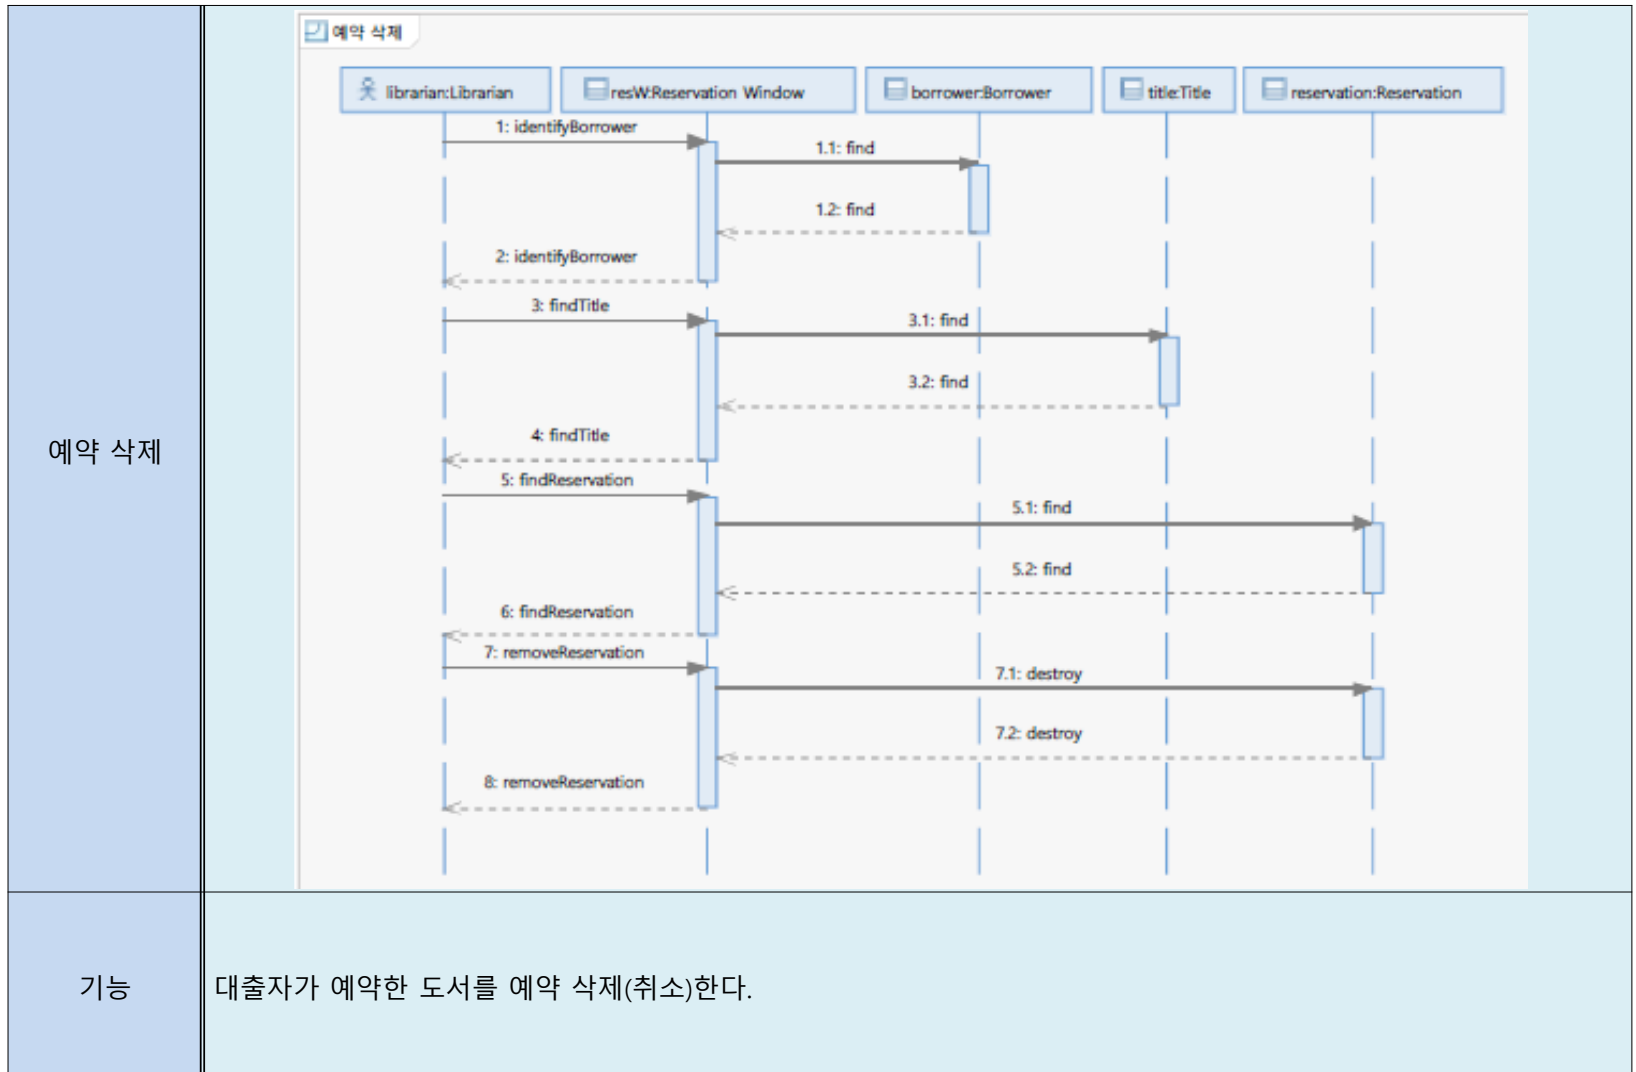 예약 삭제
예약 삭제
librarian:Librarian
resW:Reservation Window
borrower:Borrower
title:Title
reservation:Reservation
1: identifyBorrower
1.1: find
1.2: find
2: identifyBorrower
3: findTitle
3.1: find
3.2: find
4: findTitle
5: findReservation
5.1: find
5.2: find
6: findReservation
7: removeReservation
7.1: destroy
7.2: destroy
8: removeReservation
기능
대출자가 예약한 도서를 예약 삭제(취소)한다.